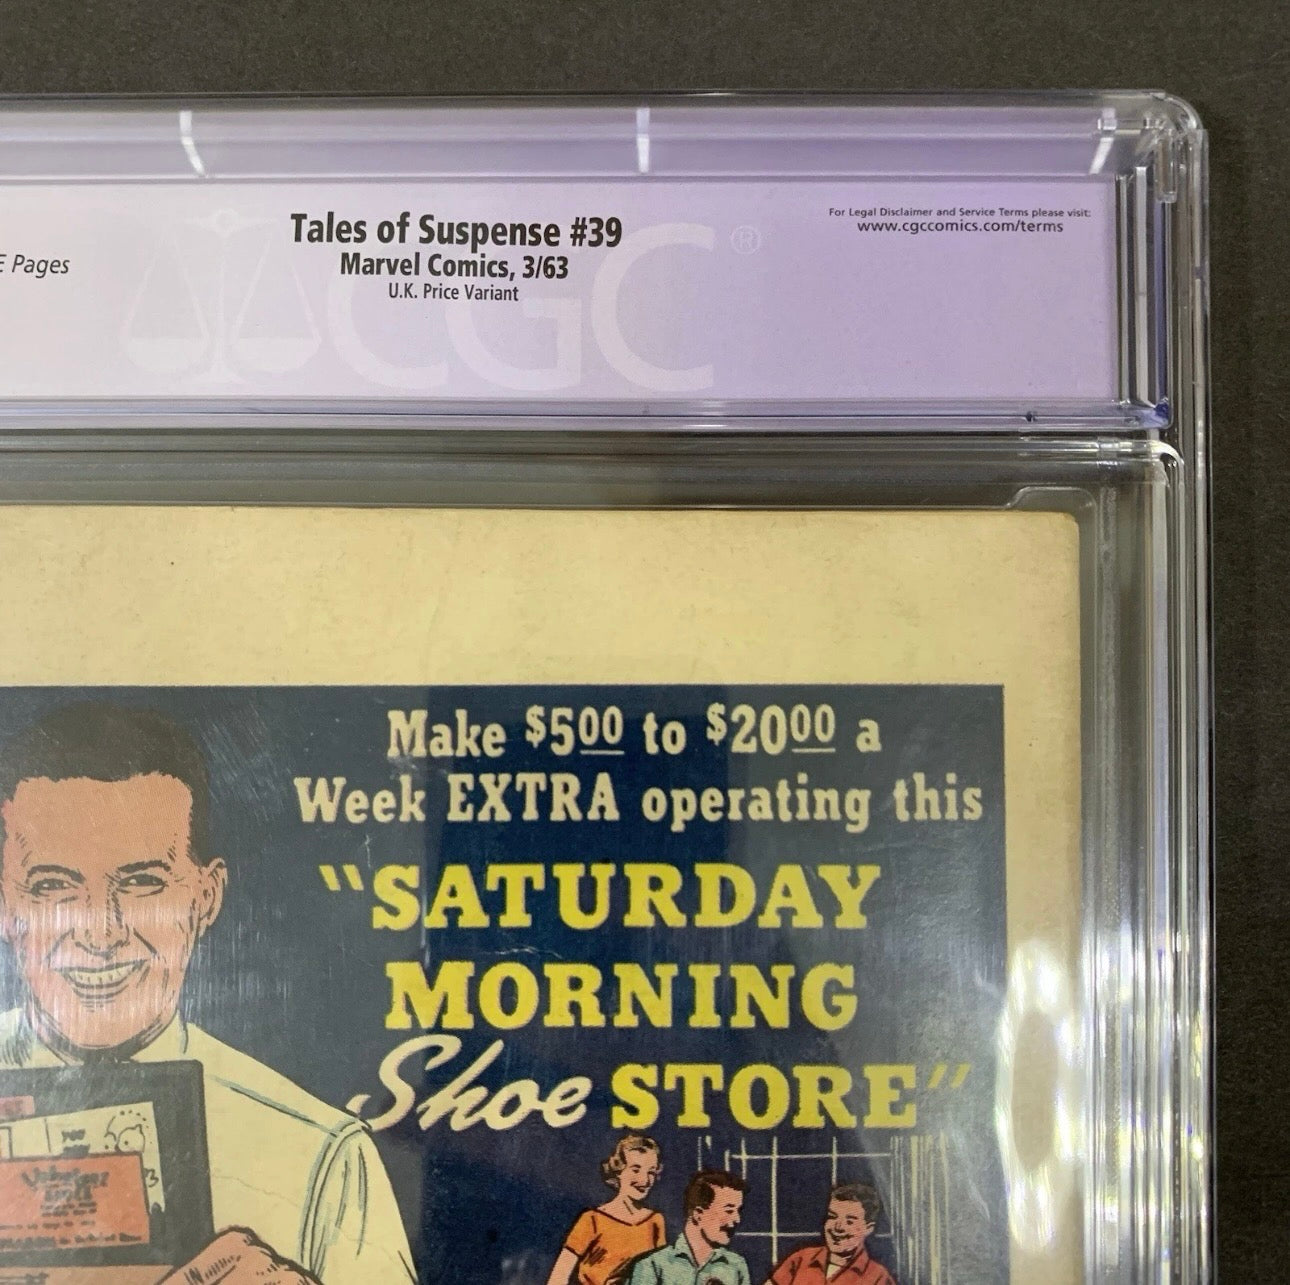 Tales of Suspense #39
For Legal Disclaimer and Service Terms please visit:
www.cgccomics.com/terms
E Pages
Marvel Comics, 3/63
U.K. Price Variant
CGC®
Make $500 to $2000 a
Week EXTRA operating this
"SATURDAY
MORNING
Shoe STORE"